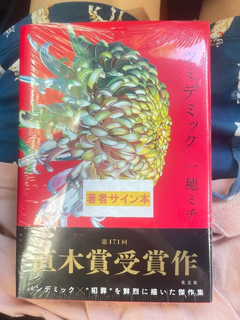 ツミデミック
一穂ミチ
著者サイン本
第171回
直木賞受賞作
光文社
パンデミック×"犯罪"を鮮烈に描いた傑作集